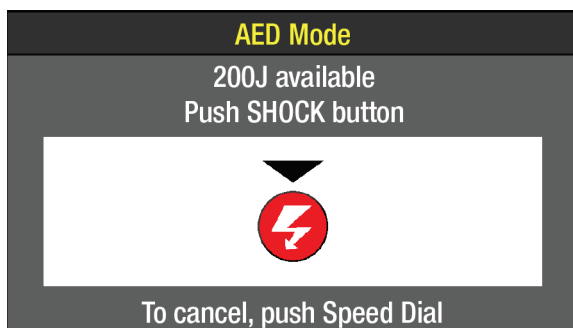 AED Mode
200J available
Push SHOCK button
To cancel, push Speed Dial